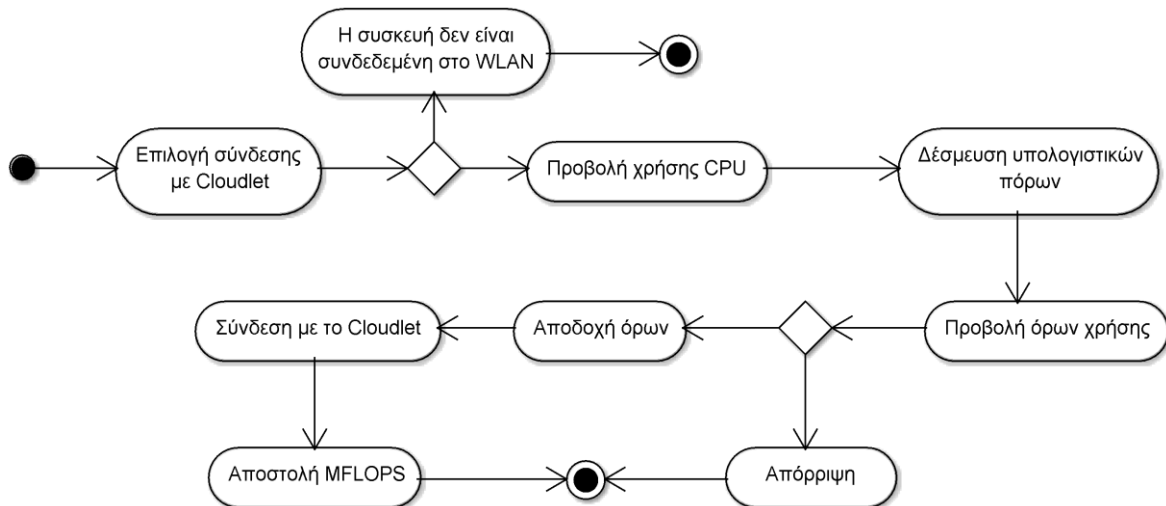 Η συσκευή δεν είναι
συνδεδεμένη στο WLAN
Επιλογή σύνδεσης
με Cloudlet
Προβολή χρήσης CPU
Δέσμευση υπολογιστικών
πόρων
Σύνδεση με το Cloudlet
Αποδοχή όρων
Προβολή όρων χρήσης
Αποστολή MFLOPS
Απόρριψη